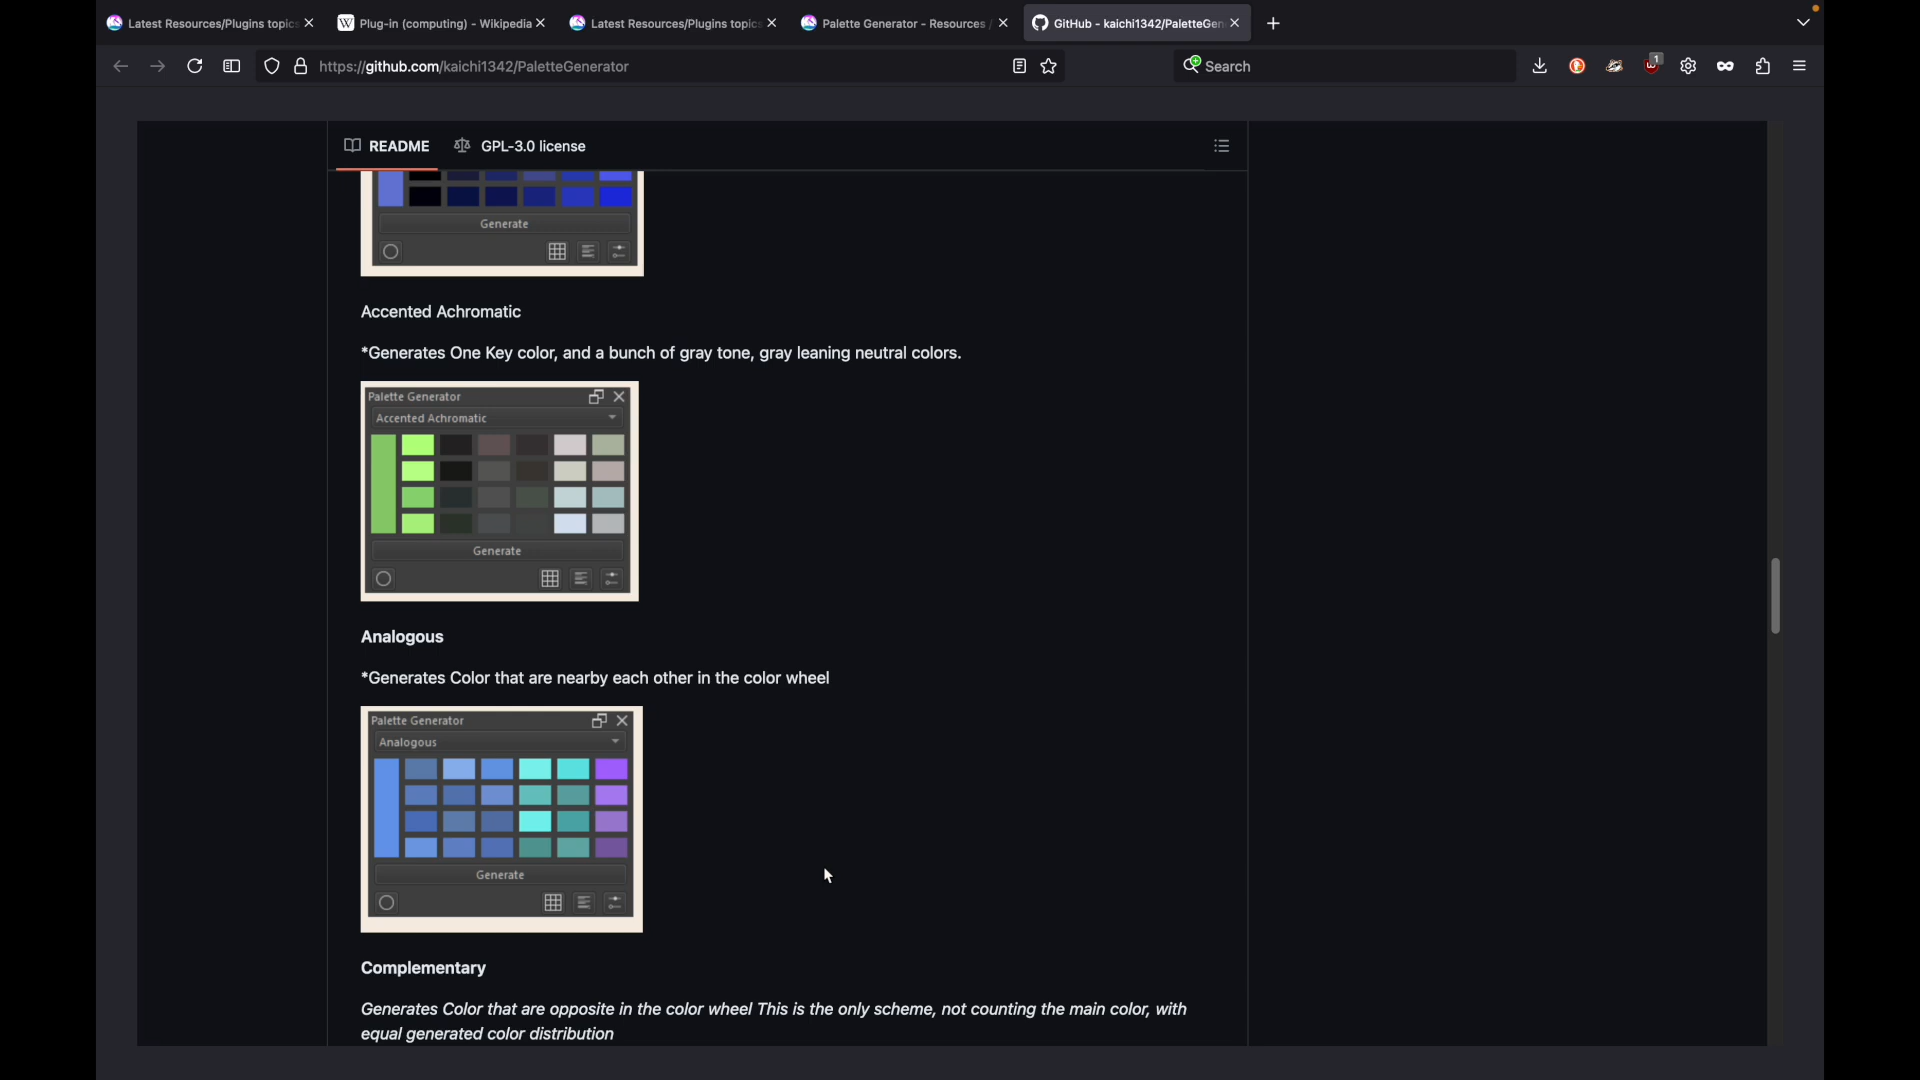 Latest Resources/Plugins topics
Plug-in (computing) - Wikipedia
Latest Resources/Plugins topics
Palette Generator - Resources /
GitHub - kaichi1342/PaletteGen
https://github.com/kaichi1342/PaletteGenerator
Search
1
README
GPL-3.0 license
Generate
Accented Achromatic
*Generates One Key color, and a bunch of gray tone, gray leaning neutral colors.
Palette Generator
Accented Achromatic
Generate
Analogous
*Generates Color that are nearby each other in the color wheel
Palette Generator
Analogous
Generate
Complementary
Generates Color that are opposite in the color wheel This is the only scheme, not counting the main color, with
equal generated color distribution